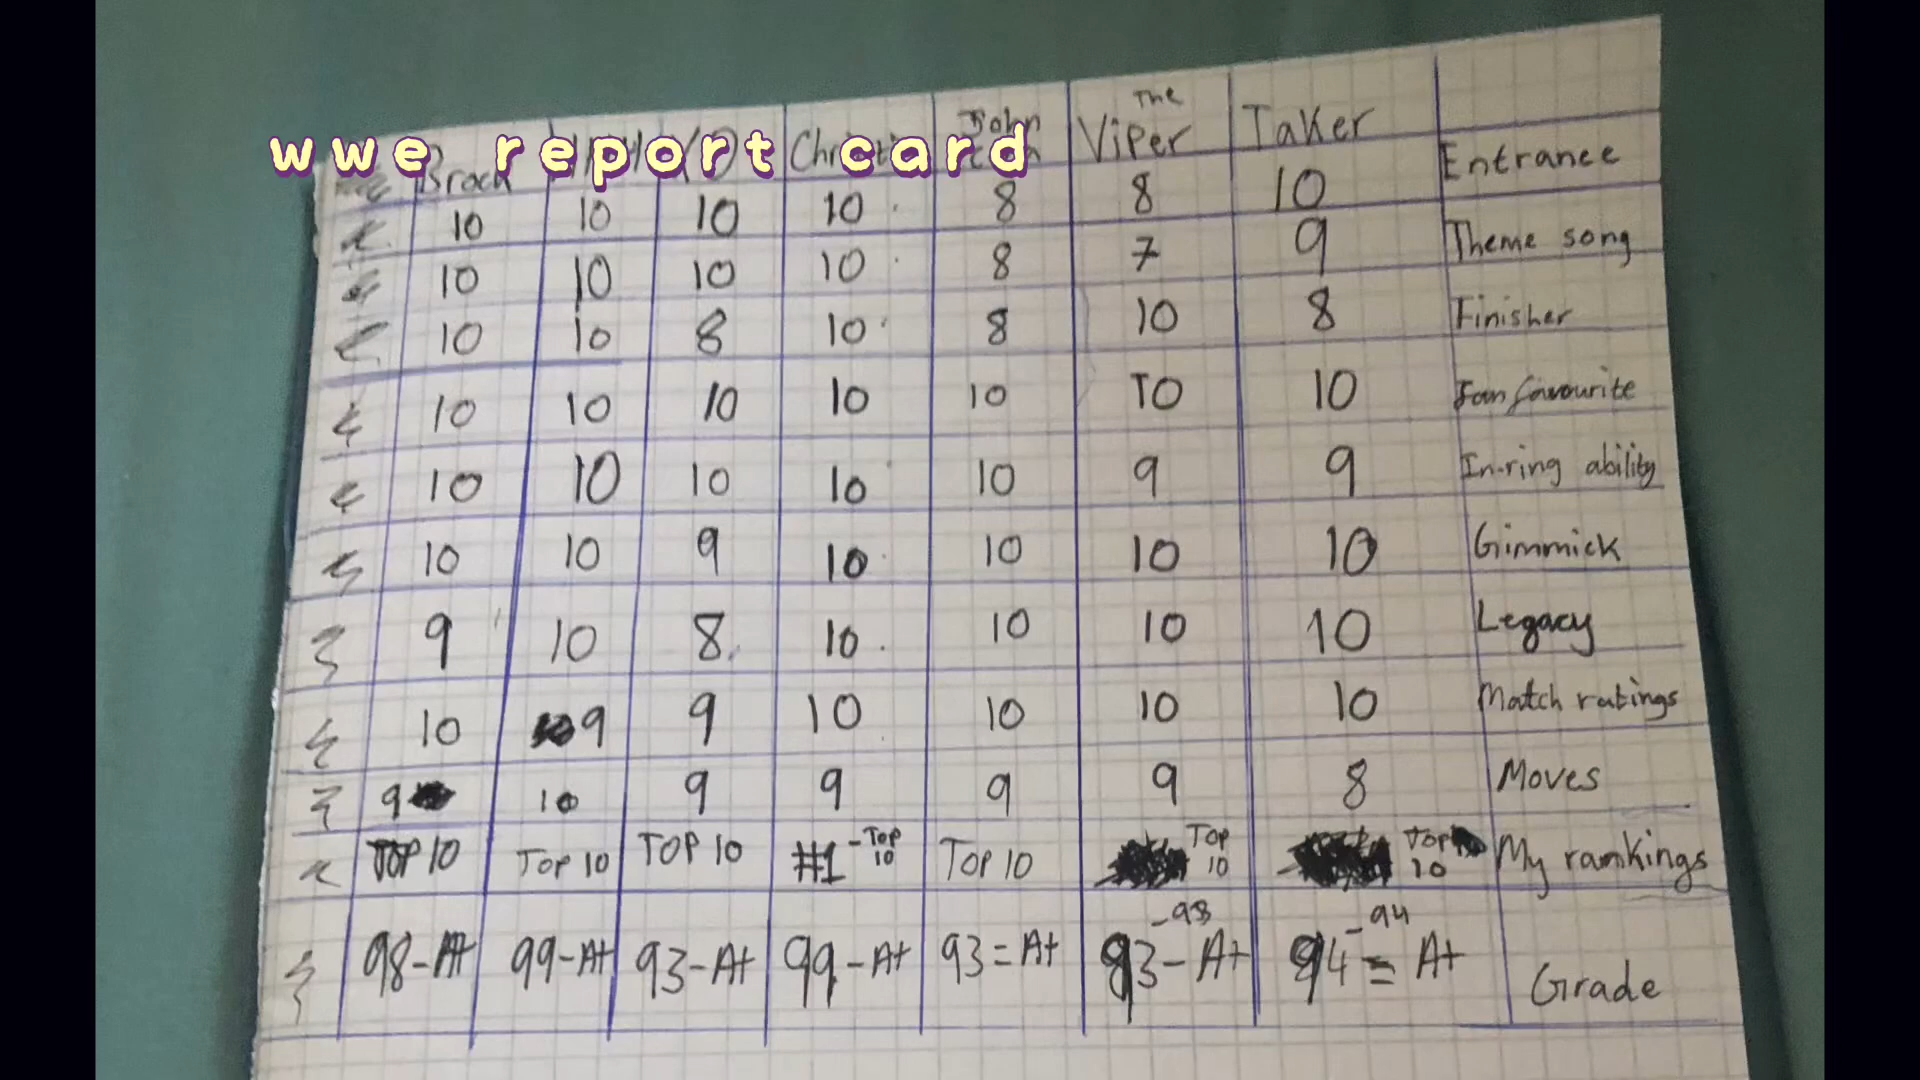 wwe report card
Brock Christi John The Viper Taker
10 10 10 10 8 8 10 Entrance
10 10 10 10 8 7 9 Theme song
10 10 8 10 8 10 8 Finisher
10 10 10 10 10 10 10 Fan favourite
10 10 10 10 10 9 9 In-ring ability
10 10 9 10 10 10 10 Gimmick
9 10 8 10 10 10 10 Legacy
10 9 9 10 10 10 10 Match ratings
9 10 9 9 9 9 8 Moves
TOP 10 TOP 10 TOP 10 #1 - TOP 10 TOP 10 TOP 10 TOP 10 My rankings
-93 -94
98-A+ 99-A+ 93-A+ 99-A+ 93=A+ 93-A+ 94= A+ Grade